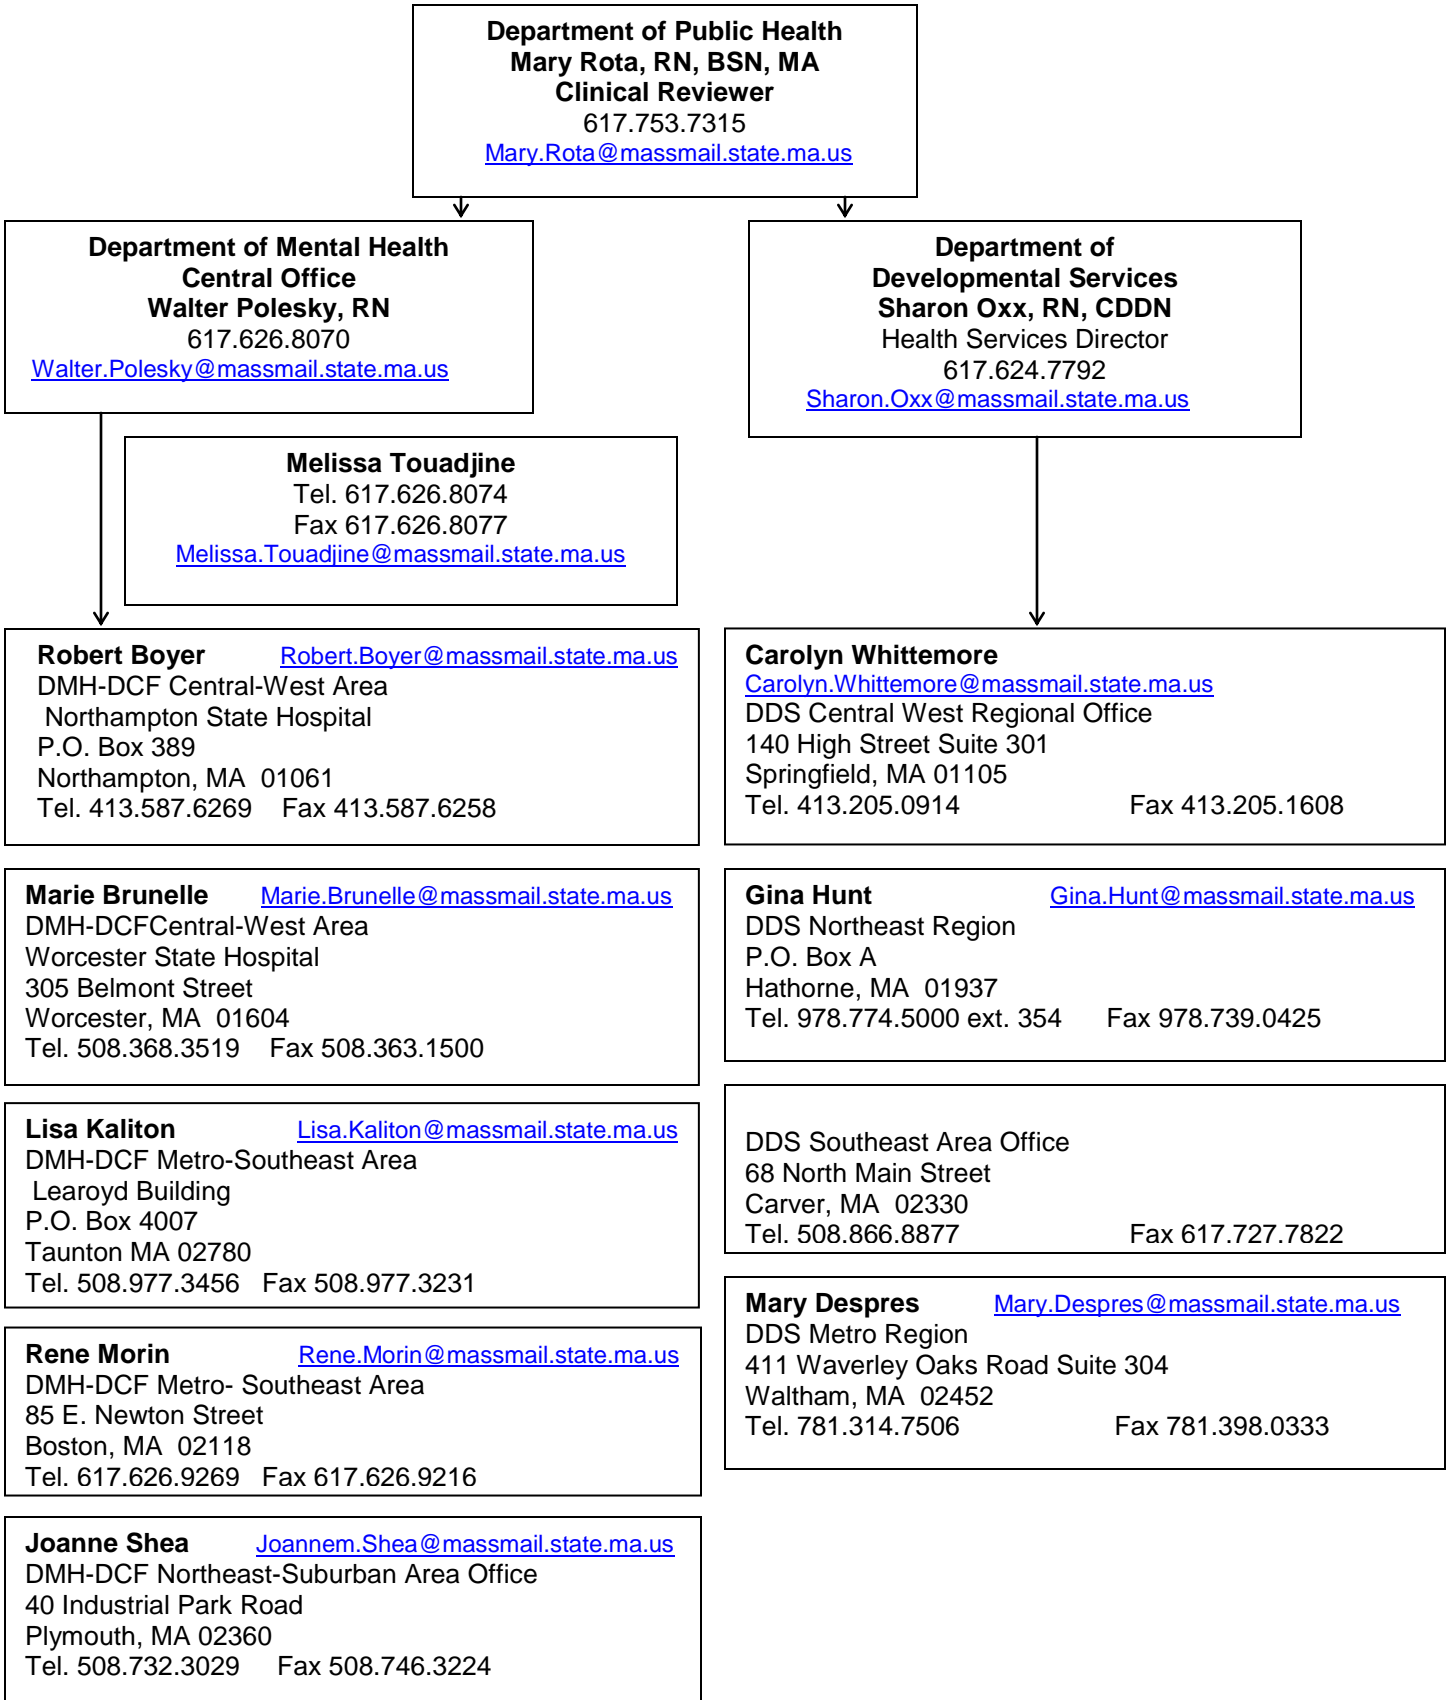 Department of Public Health
Mary Rota, RN, BSN, MA
Clinical Reviewer
617.753.7315
Mary.Rota@massmail.state.ma.us
Department of Mental Health
Central Office
Walter Polesky, RN
617.626.8070
Walter.Polesky@massmail.state.ma.us
Department of
Developmental Services
Sharon Oxx, RN, CDDN
Health Services Director
617.624.7792
Sharon.Oxx@massmail.state.ma.us
Melissa Touadjine
Tel. 617.626.8074
Fax 617.626.8077
Melissa.Touadjine@massmail.state.ma.us
Robert Boyer Robert.Boyer@massmail.state.ma.us
DMH-DCF Central-West Area
Northampton State Hospital
P.O. Box 389
Northampton, MA 01061
Tel. 413.587.6269 Fax 413.587.6258
Marie Brunelle Marie.Brunelle@massmail.state.ma.us
DMH-DCFCentral-West Area
Worcester State Hospital
305 Belmont Street
Worcester, MA 01604
Tel. 508.368.3519 Fax 508.363.1500
Lisa Kaliton Lisa.Kaliton@massmail.state.ma.us
DMH-DCF Metro-Southeast Area
Learoyd Building
P.O. Box 4007
Taunton MA 02780
Tel. 508.977.3456 Fax 508.977.3231
Rene Morin Rene.Morin@massmail.state.ma.us
DMH-DCF Metro- Southeast Area
85 E. Newton Street
Boston, MA 02118
Tel. 617.626.9269 Fax 617.626.9216
Joanne Shea Joannem.Shea@massmail.state.ma.us
DMH-DCF Northeast-Suburban Area Office
40 Industrial Park Road
Plymouth, MA 02360
Tel. 508.732.3029 Fax 508.746.3224
Carolyn Whittemore
Carolyn.Whittemore@massmail.state.ma.us
DDS Central West Regional Office
140 High Street Suite 301
Springfield, MA 01105
Tel. 413.205.0914 Fax 413.205.1608
Gina Hunt Gina.Hunt@massmail.state.ma.us
DDS Northeast Region
P.O. Box A
Hathorne, MA 01937
Tel. 978.774.5000 ext. 354 Fax 978.739.0425
DDS Southeast Area Office
68 North Main Street
Carver, MA 02330
Tel. 508.866.8877 Fax 617.727.7822
Mary Despres Mary.Despres@massmail.state.ma.us
DDS Metro Region
411 Waverley Oaks Road Suite 304
Waltham, MA 02452
Tel. 781.314.7506 Fax 781.398.0333